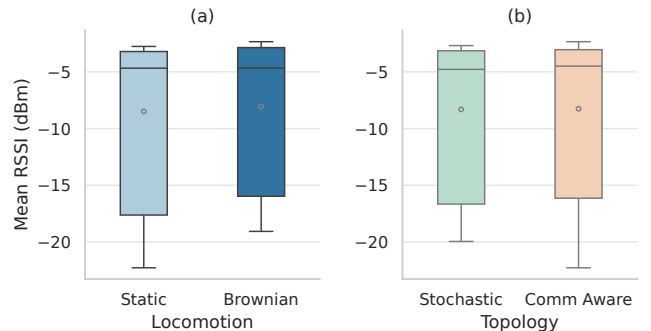 (a)
(b)
Mean RSSI (dBm)
−5
−10
−15
−20
−5
−10
−15
−20
Static
Brownian
Locomotion
Stochastic
Comm Aware
Topology